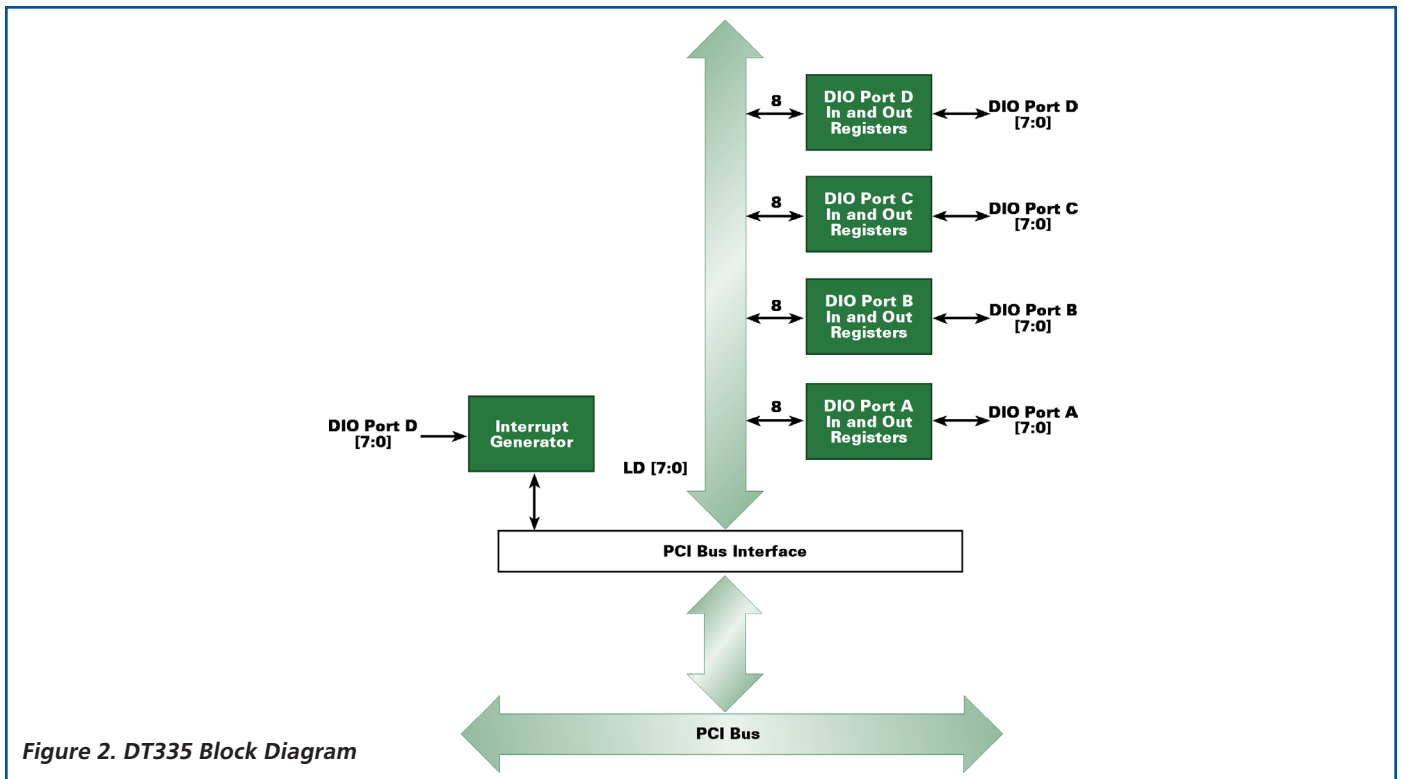 8
DIO Port D
In and Out
Registers
DIO Port D
[7:0]
8
DIO Port C
In and Out
Registers
DIO Port C
[7:0]
8
DIO Port B
In and Out
Registers
DIO Port B
[7:0]
8
DIO Port A
In and Out
Registers
DIO Port A
[7:0]
DIO Port D
[7:0]
Interrupt
Generator
LD [7:0]
PCI Bus Interface
PCI Bus
Figure 2. DT335 Block Diagram